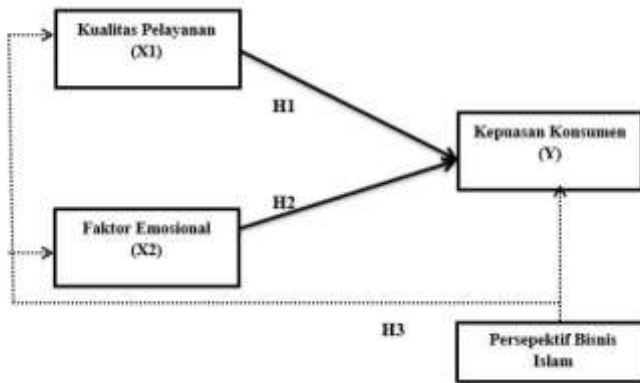 Kualitas Pelayanan
(X1)
H1
Kepuasan Konsumen
(Y)
H2
Faktor Emosional
(X2)
H3
Persepektif Bisnis
Islam